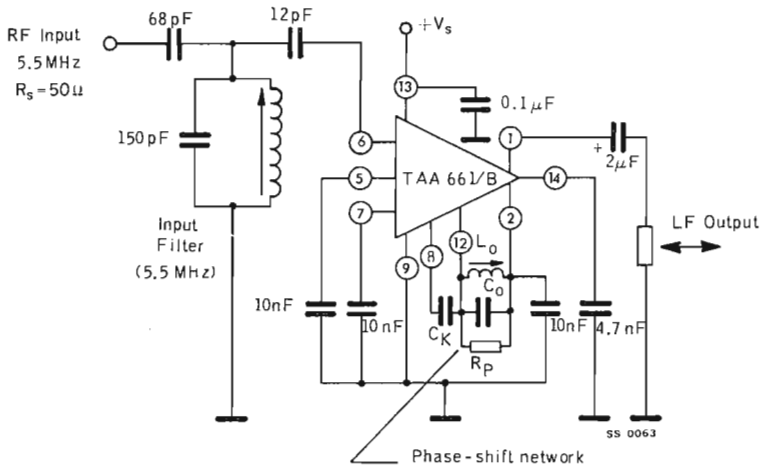 68pF
12pF
RF Input
5.5MHz
Rs=50Ω
+Vs
13
0.1µF
150pF
6
1
+
2µF
TAA 661/B
5
14
7
2
LF Output
Input
Filter
(5.5MHz)
8
12
Lo
9
Co
10nF
10nF
CK
10nF
4.7nF
RP
SS 0063
Phase-shift network